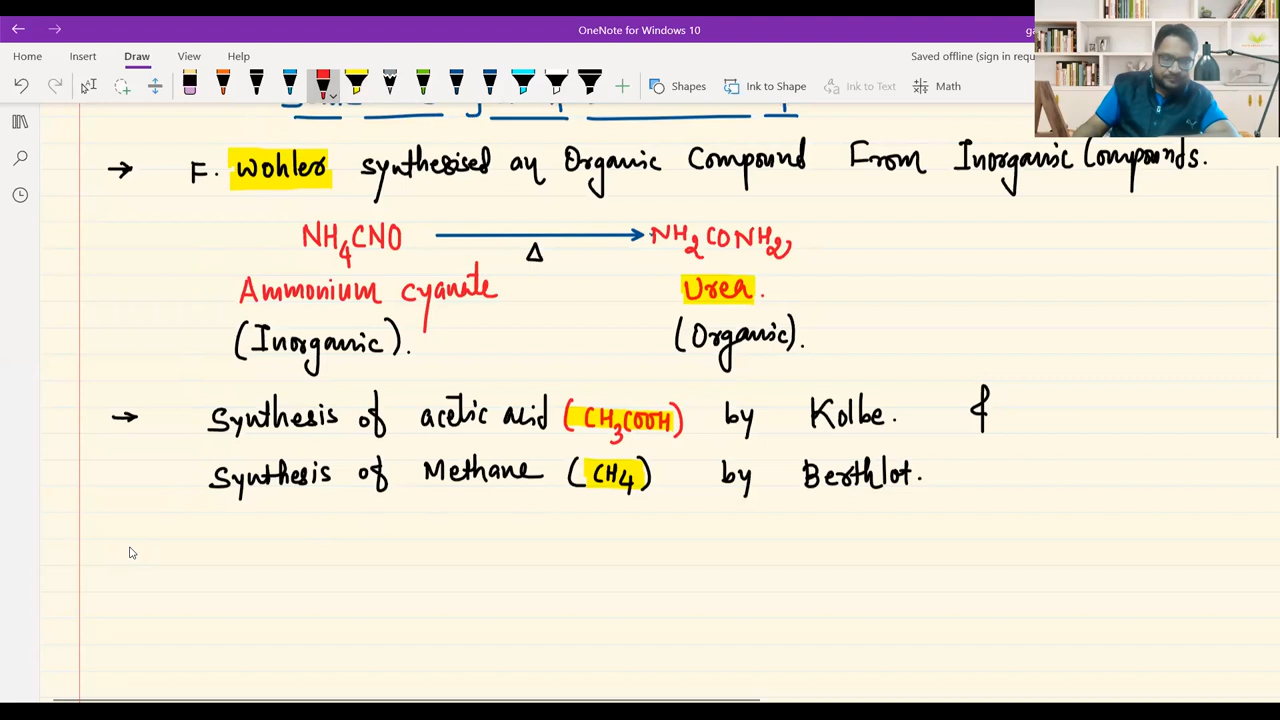 OneNote for Windows 10
Home Insert Draw View Help
Saved offline (sign in requ
Shapes Ink to Shape Ink to Text Math
→ F. Wohler synthesised an Organic Compound From Inorganic Compounds.
NH4CNO → NH2CONH2
Δ
Ammonium cyanate Urea.
(Inorganic). (Organic).
→ Synthesis of acetic acid (CH3COOH) by Kolbe. &
Synthesis of Methane (CH4) by Berthlot.